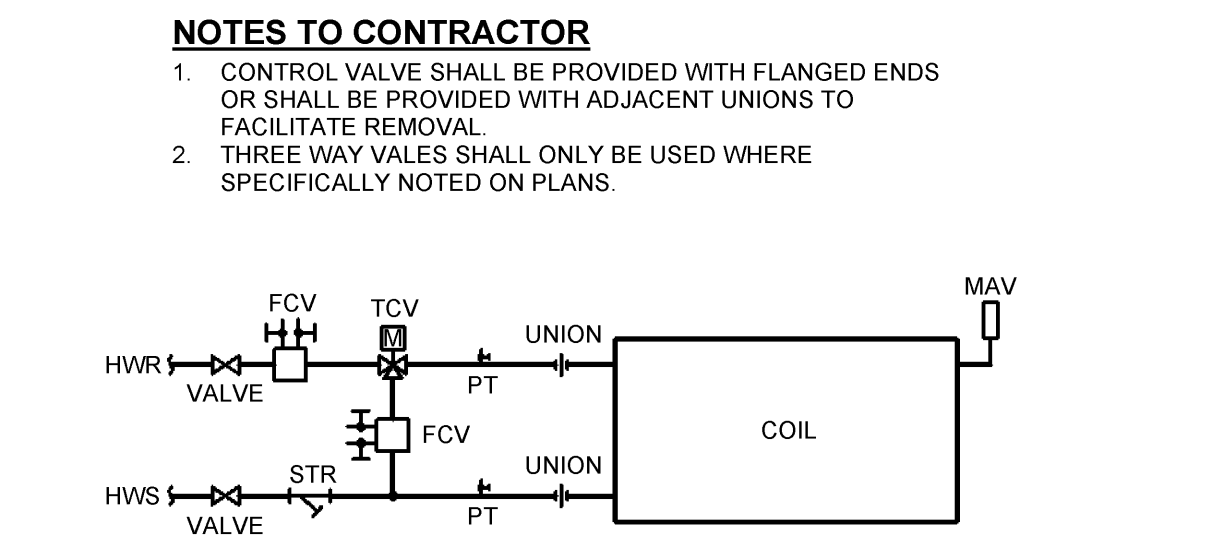 NOTES TO CONTRACTOR
1. CONTROL VALVE SHALL BE PROVIDED WITH FLANGED ENDS
OR SHALL BE PROVIDED WITH ADJACENT UNIONS TO
FACILITATE REMOVAL.
2. THREE WAY VALES SHALL ONLY BE USED WHERE
SPECIFICALLY NOTED ON PLANS.
MAV
FCV
TCV
M
UNION
HWR
VALVE
PT
COIL
FCV
UNION
STR
HWS
VALVE
PT